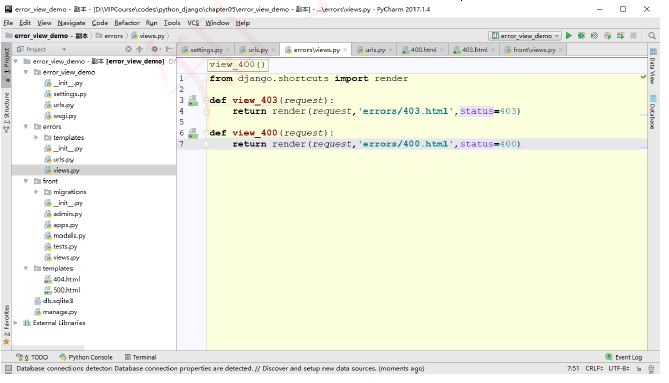 error_view_demo - 副本 - [D:\VIPCourse\codes\python_django\chapter05\error_view_demo - 副本] - ...\errors\views.py - PyCharm 2017.1.4
File Edit View Navigate Code Refactor Run Tools VCS Window Help
error_view_demo - 副本 errors views.py error_view_demo
Project settings.py urls.py errors\views.py urls.py 400.html 403.html front\views.py
error_view_demo - 副本 [error_view_demo] D:\
view_400()
error_view_demo
__init__.py
settings.py
urls.py
wsgi.py
errors
templates
__init__.py
urls.py
views.py
front
migrations
__init__.py
admin.py
apps.py
models.py
tests.py
views.py
templates
404.html
500.html
db.sqlite3
manage.py
External Libraries
1 from django.shortcuts import render
2
3 def view_403(request):
4 return render(request,'errors/403.html',status=403)
5
6 def view_400(request):
7 return render(request,'errors/400.html',status=400)
1: Project
7: Structure
2: Favorites
Data View
Database
6: TODO Python Console Terminal Event Log
Database connections detector: Database connection properties are detected. // Discover and setup new data sources. (moments ago) 7:51 CRLF÷ UTF-8÷